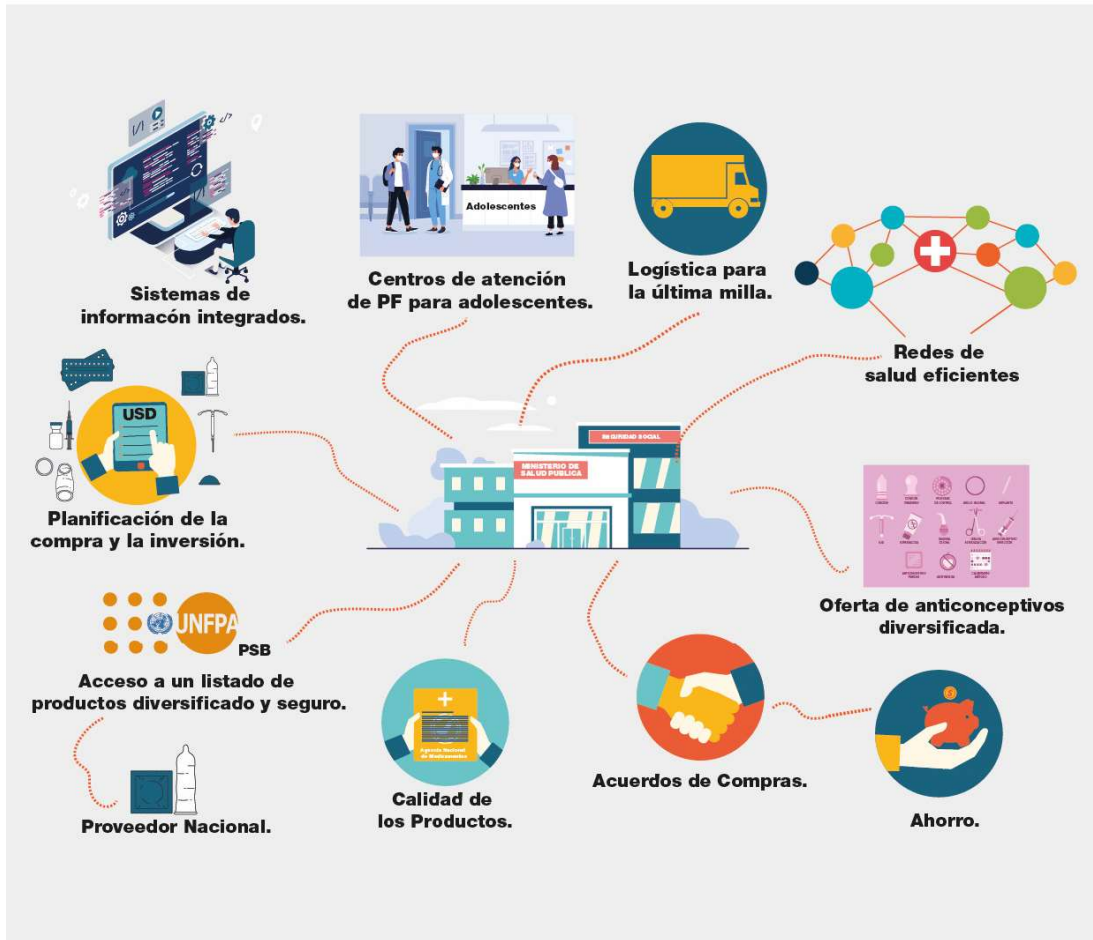 Adolescentes
Sistemas de
informacón integrados.
Centros de atención
de PF para adolescentes.
Logística para
la última milla.
Redes de
salud eficientes
USD
Planificación de la
compra y la inversión.
SEGURIDAD SOCIAL
MINISTERIO DE
SALUD PUBLICA
Oferta de anticonceptivos
diversificada.
UNFPA
PSB
Acceso a un listado de
productos diversificado y seguro.
Agencia Nacional
de Medicamentos
Calidad de
los Productos.
Acuerdos de Compras.
$
Ahorro.
Proveedor Nacional.